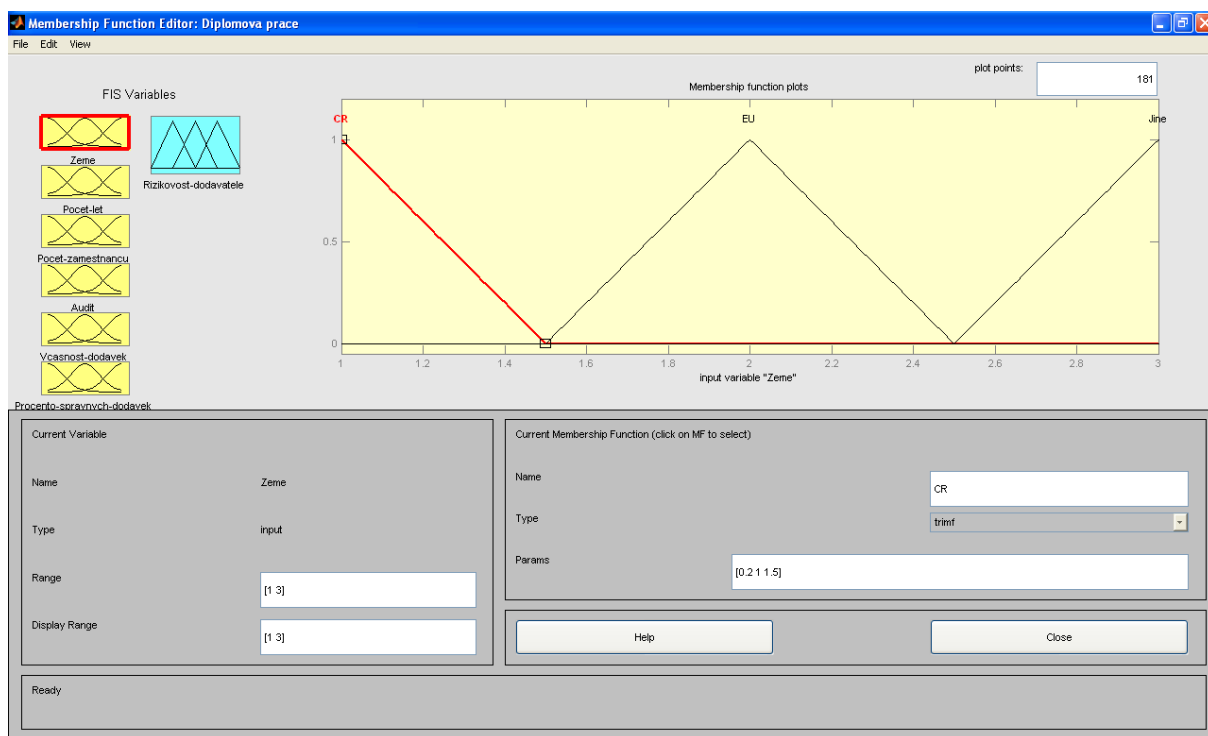 Membership Function Editor: Diplomova prace
File Edit View
plot points:
181
FIS Variables
Zeme
Pocet-let
Pocet-zamestnancu
Audit
Vcasnost-dodavek
Procento-spravnych-dodavek
Rizikovost-dodavatele
Membership function plots
CR EU Jine
1
0.5
0
1 1.2 1.4 1.6 1.8 2 2.2 2.4 2.6 2.8 3
input variable "Zeme"
Current Variable
Name Zeme
Type input
Range [1 3]
Display Range [1 3]
Current Membership Function (click on MF to select)
Name CR
Type trimf
Params [0.2 1 1.5]
Help Close
Ready